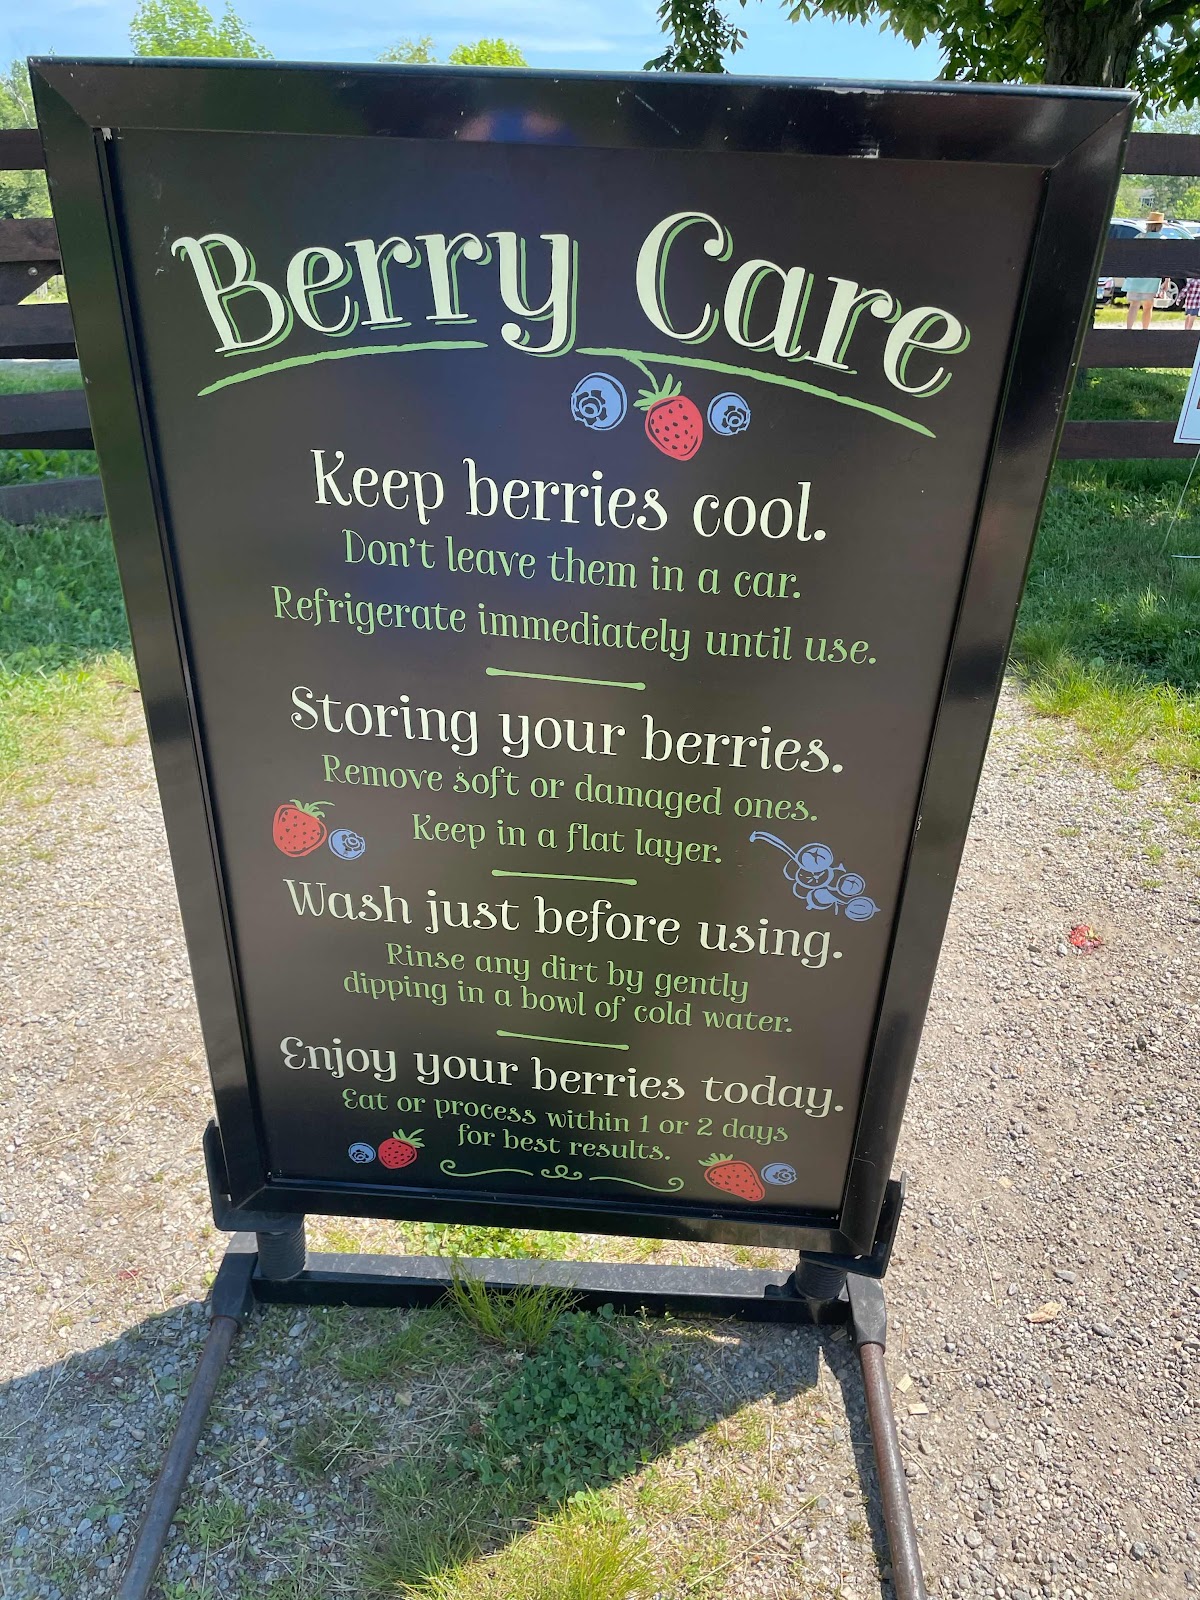 Berry Care
Keep berries cool.
Don't leave them in a car.
Refrigerate immediately until use.
Storing your berries.
Remove soft or damaged ones.
Keep in a flat layer.
Wash just before using.
Rinse any dirt by gently
dipping in a bowl of cold water.
Enjoy your berries today.
Eat or process within 1 or 2 days
for best results.